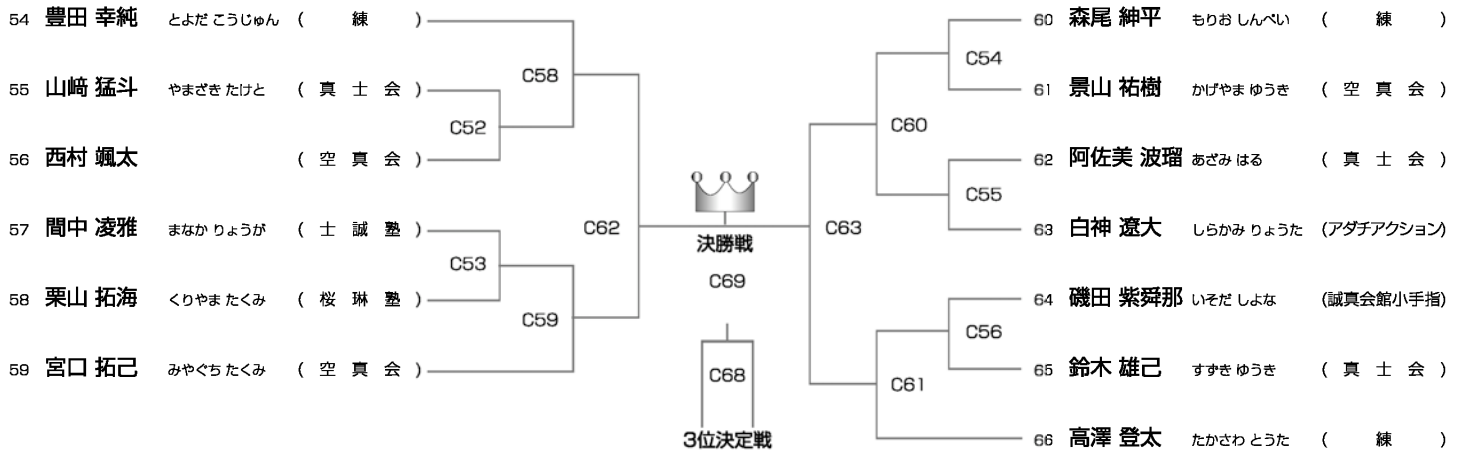 54 豊田 幸純 とよだ こうじゅん ( 練 )
55 山﨑 猛斗 やまざき たけと ( 真 士 会 )
56 西村 颯太 ( 空 真 会 )
57 間中 凌雅 まなか りょうが ( 士 誠 塾 )
58 栗山 拓海 くりやま たくみ ( 桜 琳 塾 )
59 宮口 拓己 みやぐち たくみ ( 空 真 会 )
C58
C52
C62
C53
C59
決勝戦
C69
C68
3位決定戦
C54
C60
C55
C63
C56
C61
60 森尾 紳平 もりお しんぺい ( 練 )
61 景山 祐樹 かげやま ゆうき ( 空 真 会 )
62 阿佐美 波瑠 あざみ はる ( 真 士 会 )
63 白神 遼大 しらかみ りょうた (アダチアクション)
64 磯田 紫舜那 いそだ しよな (誠真会館小手指)
65 鈴木 雄己 すずき ゆうき ( 真 士 会 )
66 高澤 登太 たかさわ とうた ( 練 )